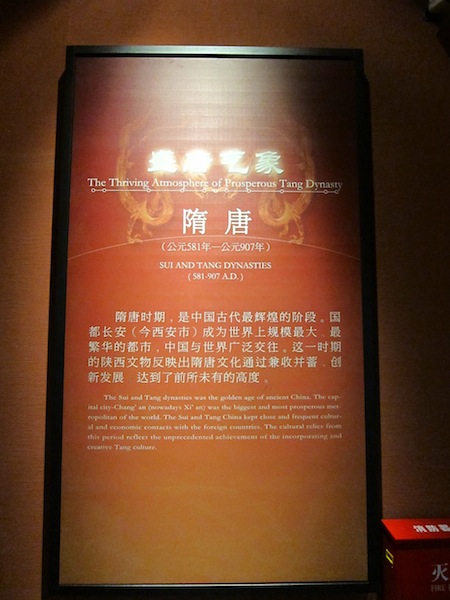 盛唐气象
The Thriving Atmosphere of Prosperous Tang Dynasty
隋唐
(公元581年—公元907年)
SUI AND TANG DYNASTIES
( 581-907 A.D. )
隋唐时期，是中国古代最辉煌的阶段。国
都长安（今西安市）成为世界上规模最大、最
繁华的都市，中国与世界广泛交往。这一时期
的陕西文物反映出隋唐文化通过兼收并蓄、创
新发展 达到了前所未有的高度。
The Sui and Tang dynasties was the golden age of ancient China. The cap-
ital city-Chang' an (nowadays Xi' an) was the biggest and most prosperous met-
ropolitan of the world. The Sui and Tang China kept close and frequent cultur-
al and economic contacts with the foreign countries. The cultural relics from
this period reflect the unprecedented achievement of the incorporating and
creative Tang culture.
消防器
灭
FIRE